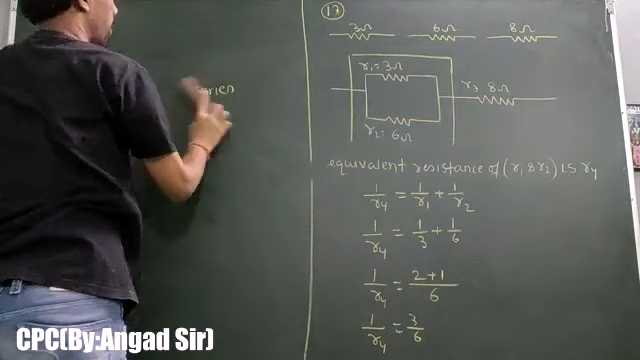 17
3Ω 6Ω 8Ω
r₁ = 3Ω
r₃ 8Ω
r₂ = 6Ω
equivalent resistance of (r₁ & r₂) is r₄
1/r₄ = 1/r₁ + 1/r₂
1/r₄ = 1/3 + 1/6
1/r₄ = 2+1/6
1/r₄ = 3/6
CPC(By:Angad Sir)